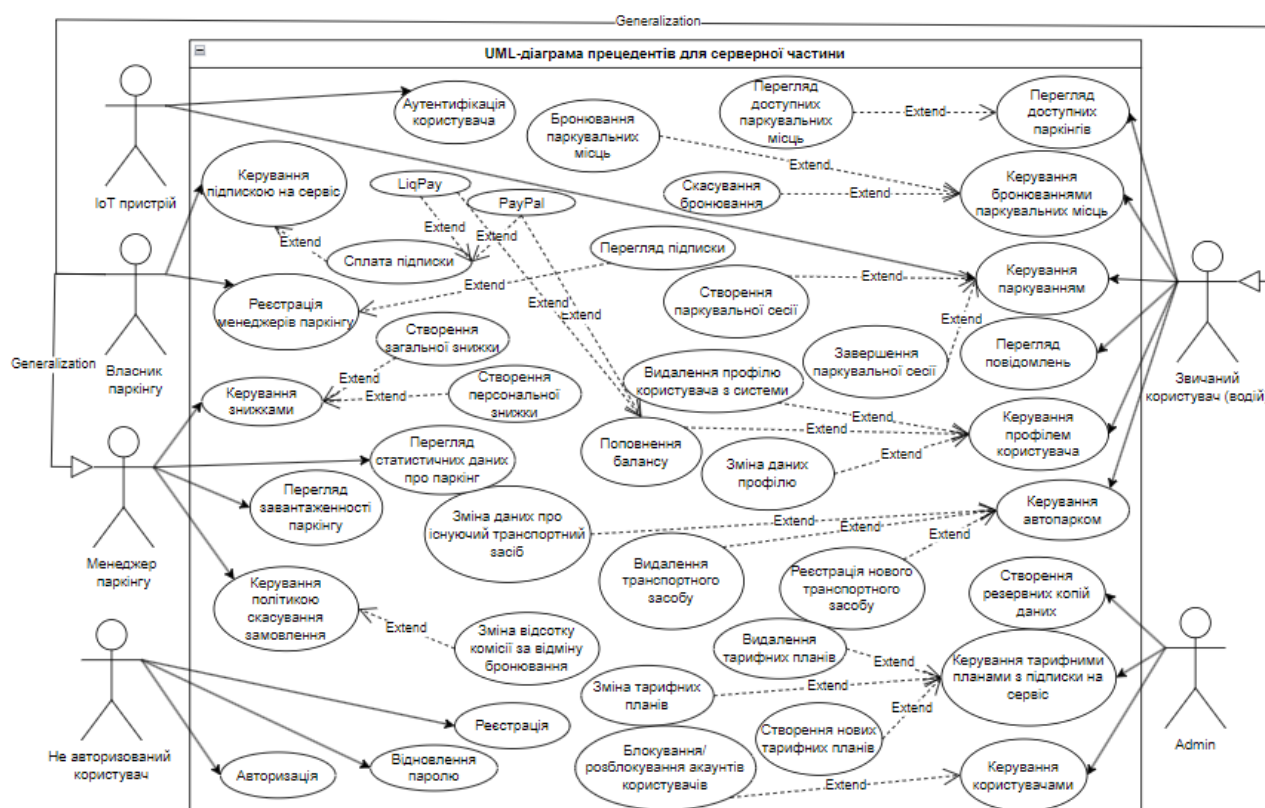 Generalization
UML-діаграма прецедентів для серверної частини
Аутентифікація
користувача
Бронювання
паркувальних
місць
Перегляд
доступних
паркувальних
місць
Extend
Перегляд
доступних
паркінгів
Extend
ІоТ пристрій
Керування
підпискою на сервіс
LiqPay
PayPal
Скасування
бронювання
Extend
Керування
бронюваннями
паркувальних місць
Extend
Extend
Extend
Сплата підписки
Перегляд підписки
Extend
Реєстрація
менеджерів паркінгу
Extend
Extend
Створення
паркувальної сесії
Extend
Керування
паркуванням
Extend
Власник
паркінгу
Generalization
Створення
загальної знижки
Extend
Завершення
паркувальної сесії
Перегляд
повідомлень
Звичаний
користувач (водій
Керування
знижками
Extend
Створення
персональної
знижки
Видалення профілю
користувача з системи
Extend
Поповнення
балансу
Extend
Керування
профілем
користувача
Зміна даних
профілю
Extend
Перегляд
статистичних даних
про паркінг
Перегляд
завантаженності
паркінгу
Зміна даних про
існуючий транспортний
засіб
Extend
Extend
Керування
автопарком
Менеджер
паркінгу
Видалення
транспортного
засобу
Extend
Реєстрація нового
транспортного
засобу
Створення
резервних копій
даних
Керування
політикою
скасування
замовлення
Extend
Зміна відсотку
комісії за відміну
бронювання
Видалення
тарифних планів
Extend
Керування тарифними
планами з підписки на
сервіс
Зміна тарифних
планів
Extend
Extend
Створення нових
тарифних планів
Реєстрація
Не авторизований
користувач
Авторизація
Відновлення
паролю
Блокування/
розблокування акаунтів
користувачів
Extend
Керування
користувачами
Admin